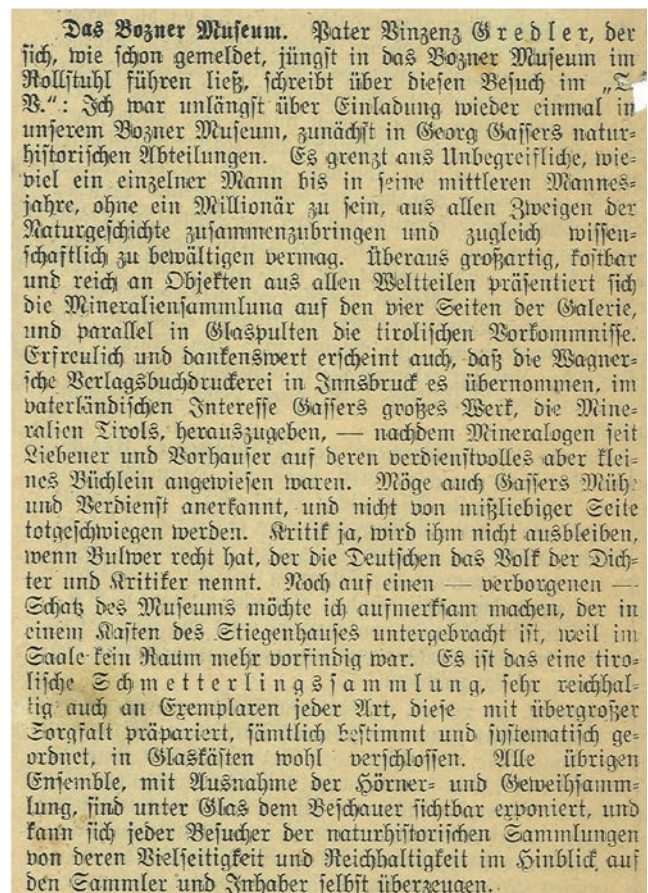 Das Bozner Museum. Pater Vinzenz Gredler, der
sich, wie schon gemeldet, jüngst in das Bozner Museum im
Rollstuhl führen ließ, schreibt über diesen Besuch im „T.
V.“: Ich war unlängst über Einladung wieder einmal in
unserem Bozner Museum, zunächst in Georg Gassers natur=
historischen Abteilungen. Es grenzt ans Unbegreifliche, wie=
viel ein einzelner Mann bis in seine mittleren Mannes=
jahre, ohne ein Millionär zu sein, aus allen Zweigen der
Naturgeschichte zusammenzubringen und zugleich wissen=
schaftlich zu bewältigen vermag. Überaus großartig, kostbar
und reich an Objekten aus allen Weltteilen präsentiert sich
die Mineraliensammlung auf den vier Seiten der Galerie,
und parallel in Glaspulten die tirolischen Vorkommnisse.
Erfreulich und dankenswert erscheint auch, daß die Wagner=
sche Verlagsbuchdruckerei in Innsbruck es übernommen, im
vaterländischen Interesse Gassers großes Werk, die Mine=
ralien Tirols, herauszugeben, — nachdem Mineralogen seit
Liebener und Vorhauser auf deren verdienstvolles aber klei=
nes Büchlein angewiesen waren. Möge auch Gassers Mühe
und Verdienst anerkannt, und nicht von mißliebiger Seite
totgeschwiegen werden. Kritik ja, wird ihm nicht ausbleiben,
wenn Bulwer recht hat, der die Deutschen das Volk der Dich=
ter und Kritiker nennt. Noch auf einen — verborgenen —
Schatz des Museums möchte ich aufmerksam machen, der in
einem Kasten des Stiegenhauses untergebracht ist, weil im
Saale kein Raum mehr vorfindig war. Es ist das eine tiro=
lische Schmetterlingssammlung, sehr reichhal=
tig auch an Exemplaren jeder Art, diese mit übergroßer
Sorgfalt präpariert, sämtlich bestimmt und systematisch ge=
ordnet, in Glaskästen wohl verschlossen. Alle übrigen
Ensemble, mit Ausnahme der Hörner= und Geweihsamm=
lung, sind unter Glas dem Beschauer sichtbar exponiert, und
kann sich jeder Besucher der naturhistorischen Sammlungen
von deren Vielseitigkeit und Reichhaltigkeit im Hinblick auf
den Sammler und Inhaber selbst überzeugen.